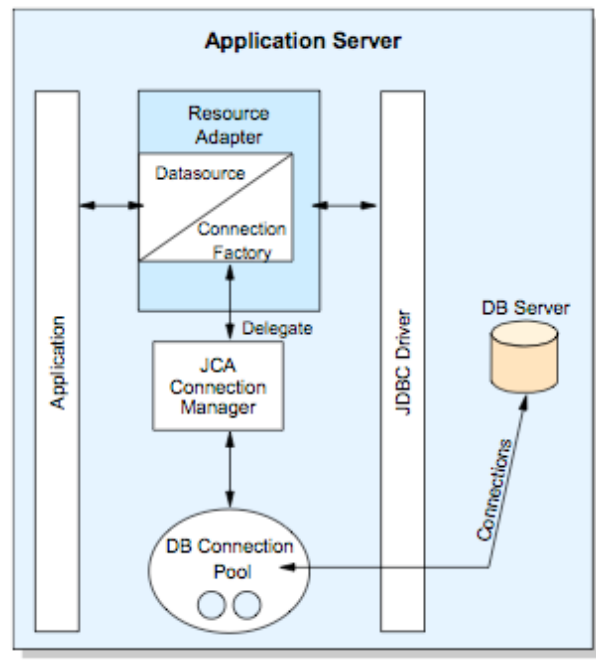 Application Server
Resource
Adapter
Datasource
Connection
Factory
Delegate
Application
JCA
Connection
Manager
JDBC Driver
DB Server
Connections
DB Connection
Pool